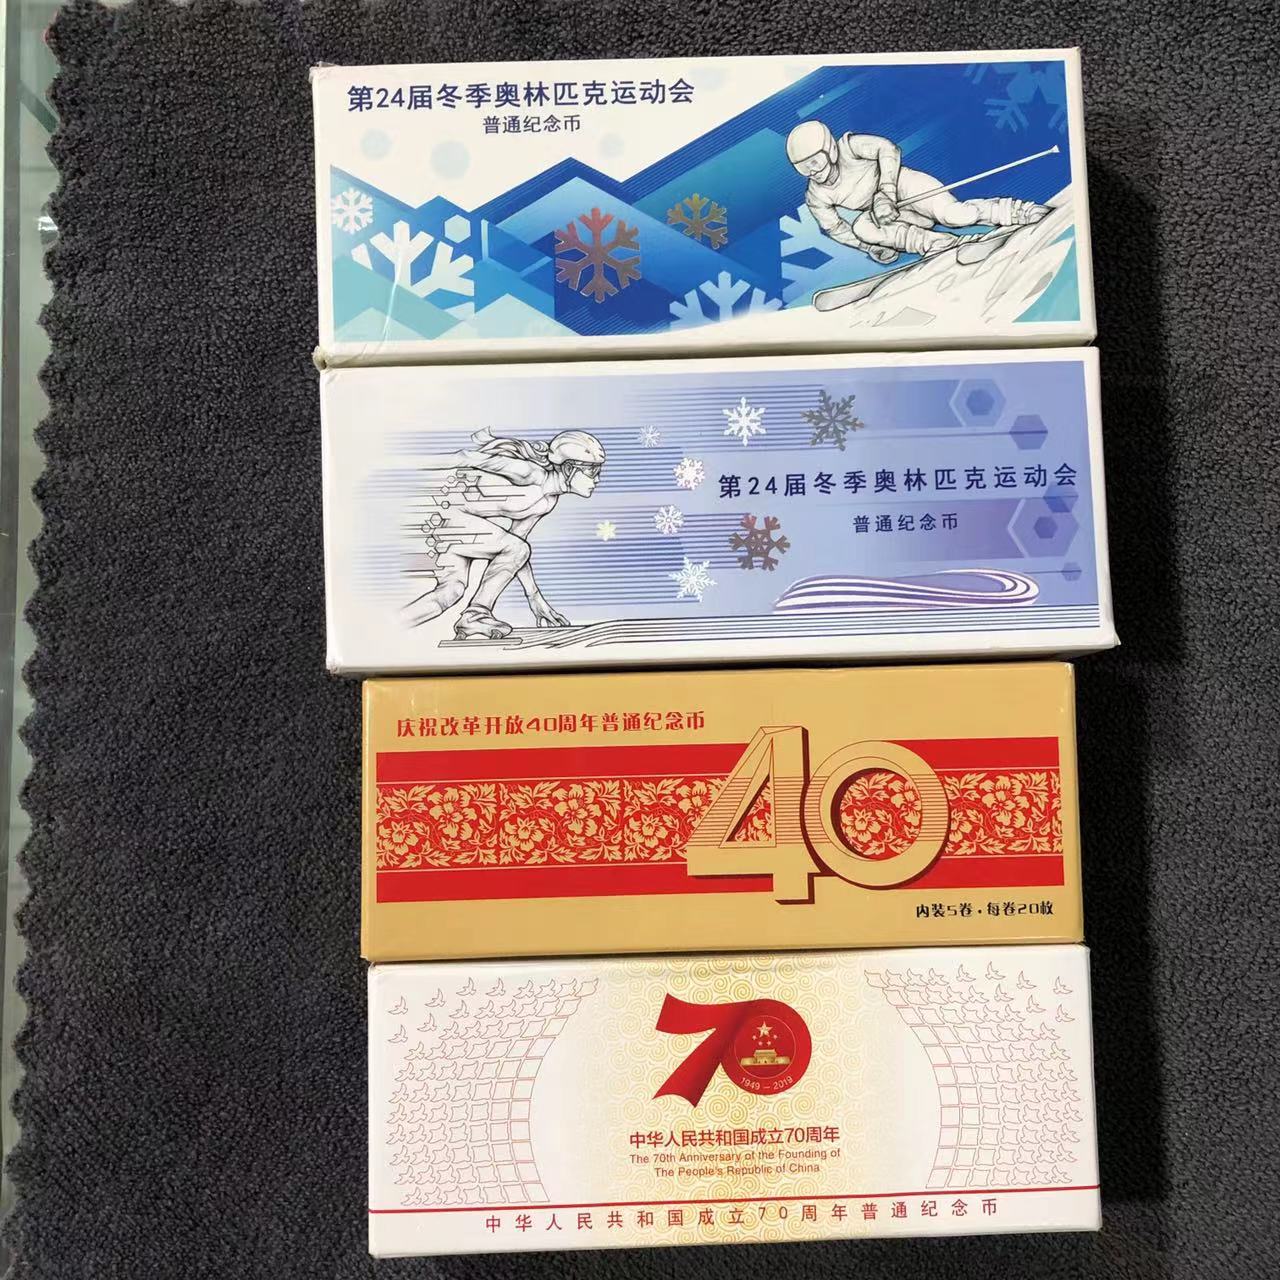 第24届冬季奥林匹克运动会
普通纪念币
第24届冬季奥林匹克运动会
普通纪念币
庆祝改革开放40周年普通纪念币
40
内装5卷·每卷20枚
70
1949-2019
中华人民共和国成立70周年
The 70th Anniversary of the Founding of
The People's Republic of China
中华人民共和国成立70周年普通纪念币